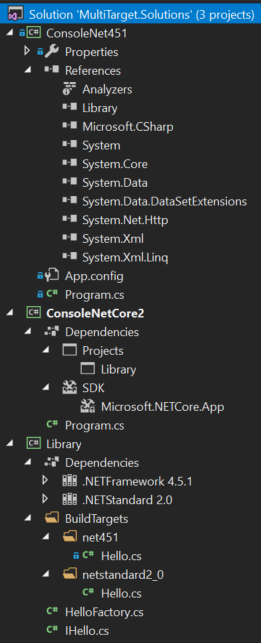 Solution 'MultiTarget.Solutions' (3 projects)
C# ConsoleNet451
Properties
References
Analyzers
Library
Microsoft.CSharp
System
System.Core
System.Data
System.Data.DataSetExtensions
System.Net.Http
System.Xml
System.Xml.Linq
App.config
C# Program.cs
C# ConsoleNetCore2
Dependencies
Projects
Library
SDK
Microsoft.NETCore.App
C# Program.cs
C# Library
Dependencies
.NETFramework 4.5.1
.NETStandard 2.0
BuildTargets
net451
C# Hello.cs
netstandard2_0
C# Hello.cs
C# HelloFactory.cs
C# IHello.cs